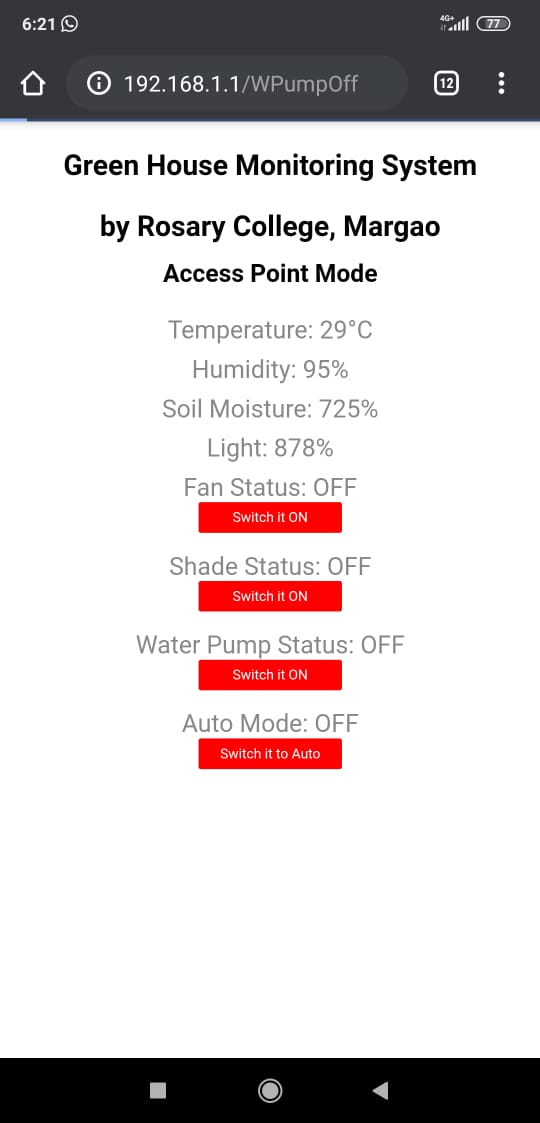 6:21
4G+
77
192.168.1.1/WPumpOff
12
Green House Monitoring System
by Rosary College, Margao
Access Point Mode
Temperature: 29°C
Humidity: 95%
Soil Moisture: 725%
Light: 878%
Fan Status: OFF
Switch it ON
Shade Status: OFF
Switch it ON
Water Pump Status: OFF
Switch it ON
Auto Mode: OFF
Switch it to Auto